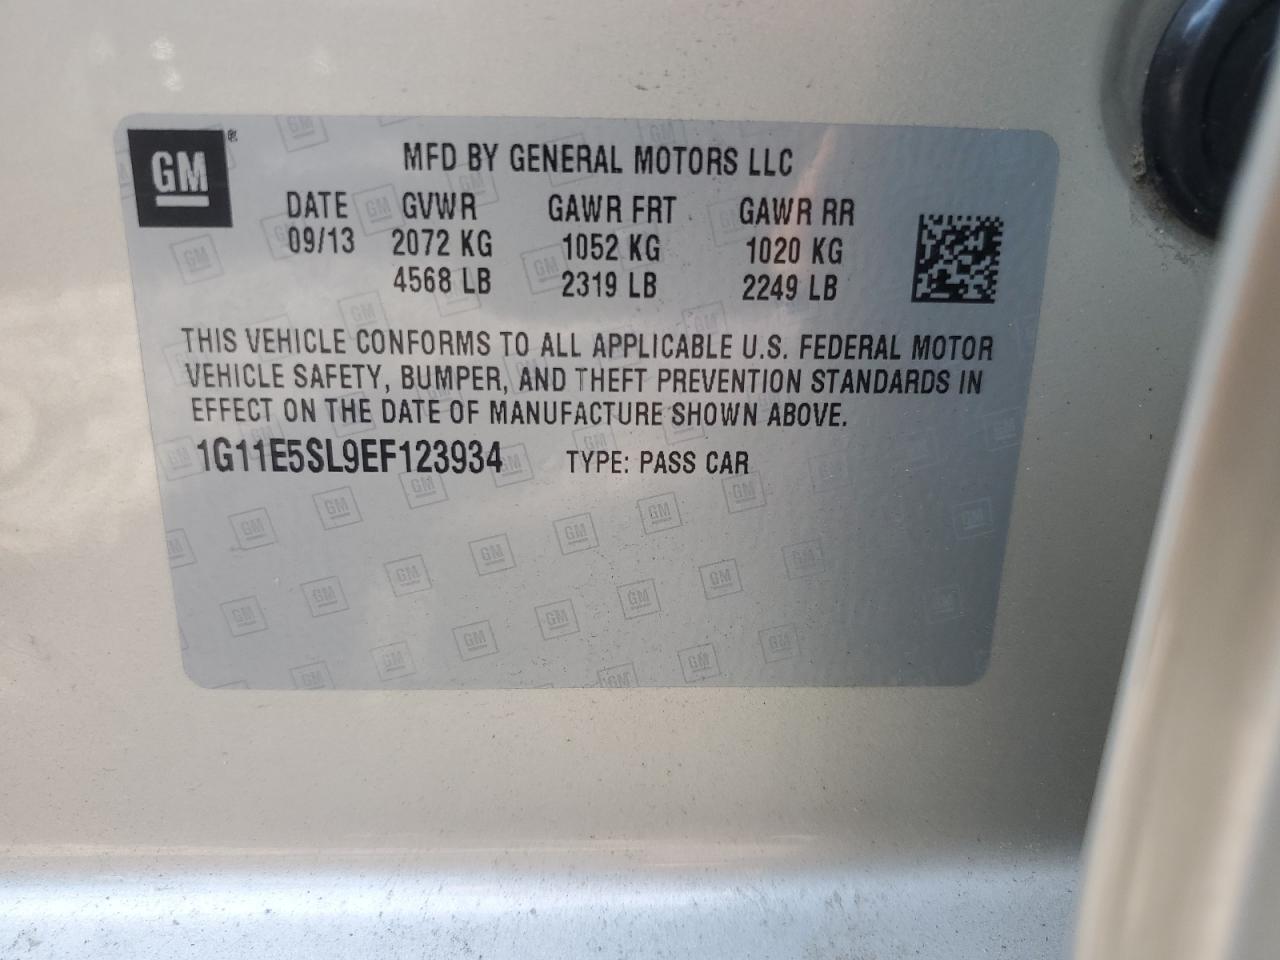 GM ®
MFD BY GENERAL MOTORS LLC
DATE GVWR GAWR FRT GAWR RR
09/13 2072 KG 1052 KG 1020 KG
4568 LB 2319 LB 2249 LB
THIS VEHICLE CONFORMS TO ALL APPLICABLE U.S. FEDERAL MOTOR
VEHICLE SAFETY, BUMPER, AND THEFT PREVENTION STANDARDS IN
EFFECT ON THE DATE OF MANUFACTURE SHOWN ABOVE.
1G11E5SL9EF123934 TYPE: PASS CAR